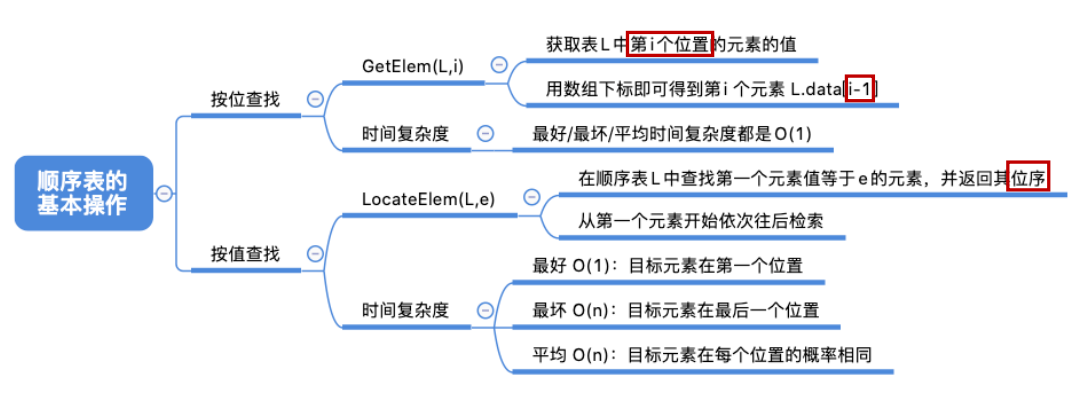 顺序表的
基本操作
按位查找
GetElem(L,i)
获取表L中第i个位置的元素的值
用数组下标即可得到第i个元素 L.data[i-1]
时间复杂度
最好/最坏/平均时间复杂度都是O(1)
按值查找
LocateElem(L,e)
在顺序表L中查找第一个元素值等于e的元素，并返回其位序
从第一个元素开始依次往后检索
时间复杂度
最好 O(1)：目标元素在第一个位置
最坏 O(n)：目标元素在最后一个位置
平均 O(n)：目标元素在每个位置的概率相同